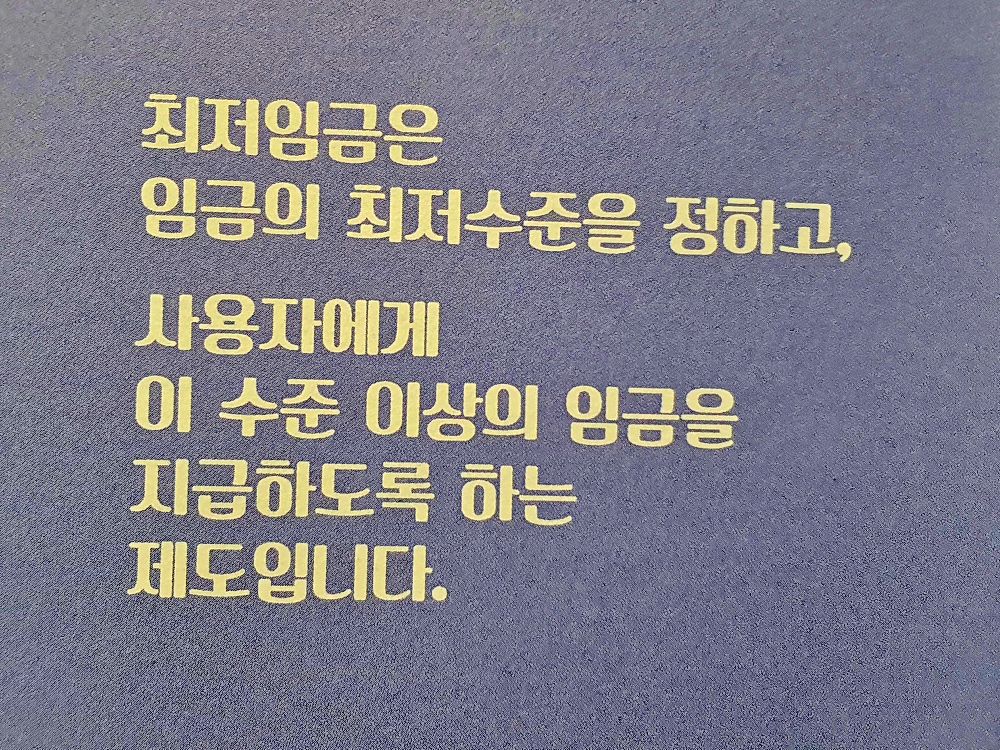 최저임금은
임금의 최저수준을 정하고,
사용자에게
이 수준 이상의 임금을
지급하도록 하는
제도입니다.